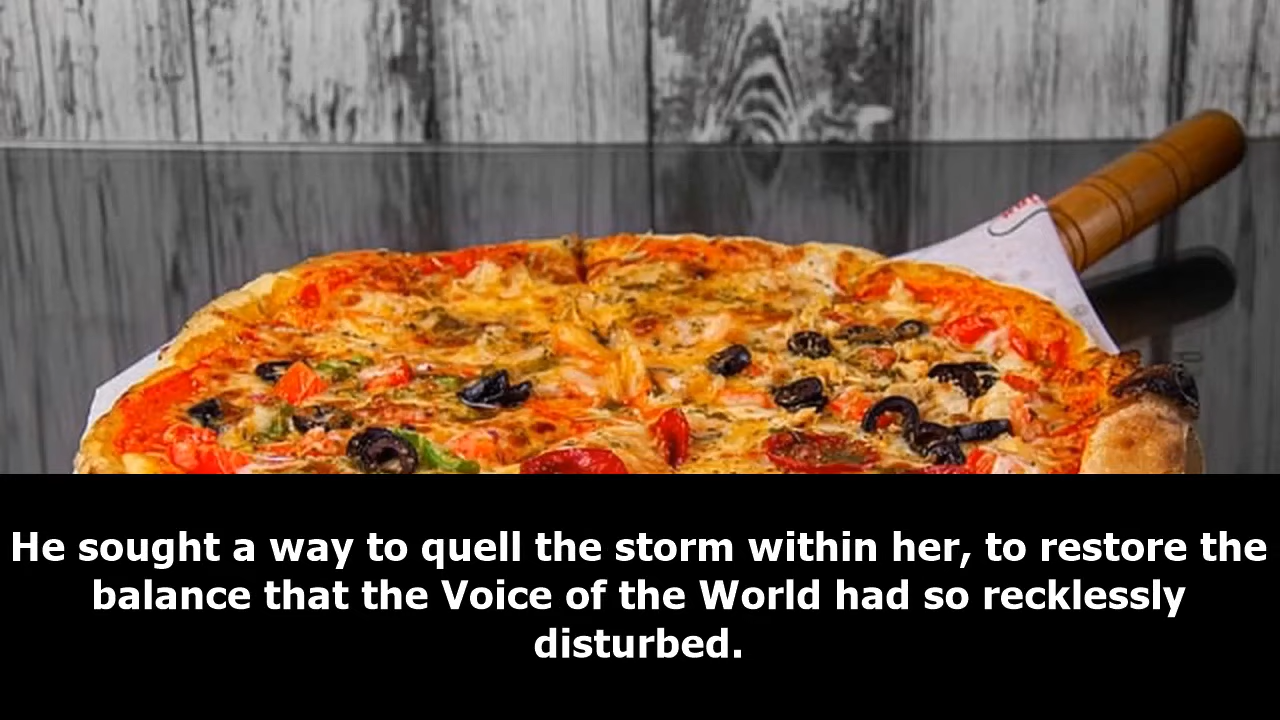 He sought a way to quell the storm within her, to restore the
balance that the Voice of the World had so recklessly
disturbed.